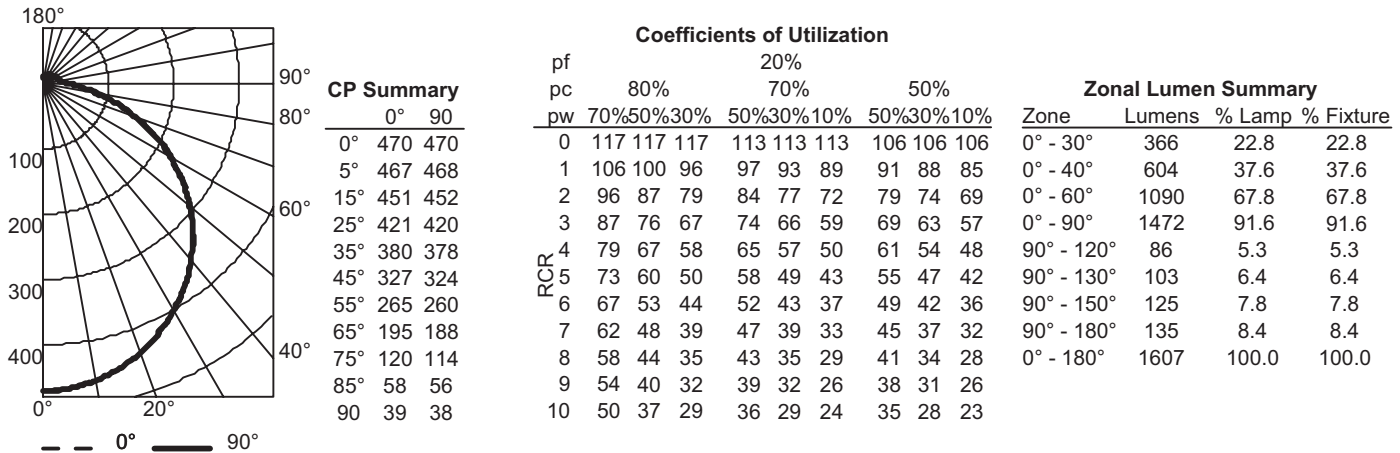 180°
90°
80°
60°
40°
100
200
300
400
0° 20°
0° 90°
CP Summary
0° 90
0° 470 470
5° 467 468
15° 451 452
25° 421 420
35° 380 378
45° 327 324
55° 265 260
65° 195 188
75° 120 114
85° 58 56
90 39 38
Coefficients of Utilization
pf 20%
pc 80% 70% 50%
pw 70%50%30% 50%30%10% 50%30%10%
RCR
0 117 117 117 113 113 113 106 106 106
1 106 100 96 97 93 89 91 88 85
2 96 87 79 84 77 72 79 74 69
3 87 76 67 74 66 59 69 63 57
4 79 67 58 65 57 50 61 54 48
5 73 60 50 58 49 43 55 47 42
6 67 53 44 52 43 37 49 42 36
7 62 48 39 47 39 33 45 37 32
8 58 44 35 43 35 29 41 34 28
9 54 40 32 39 32 26 38 31 26
10 50 37 29 36 29 24 35 28 23
Zonal Lumen Summary
Zone Lumens % Lamp % Fixture
0° - 30° 366 22.8 22.8
0° - 40° 604 37.6 37.6
0° - 60° 1090 67.8 67.8
0° - 90° 1472 91.6 91.6
90° - 120° 86 5.3 5.3
90° - 130° 103 6.4 6.4
90° - 150° 125 7.8 7.8
90° - 180° 135 8.4 8.4
0° - 180° 1607 100.0 100.0